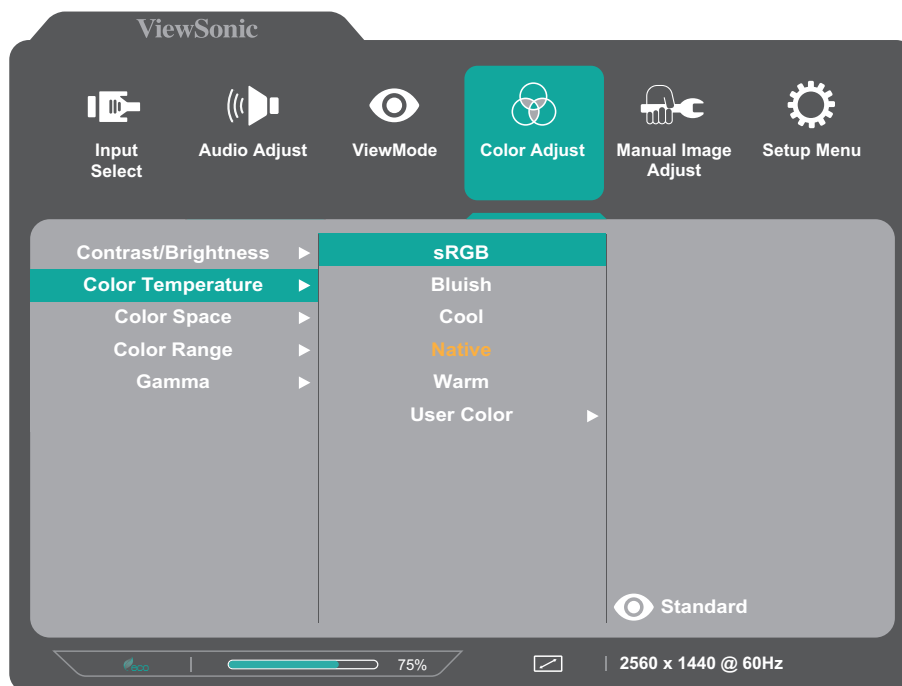 ViewSonic
Input
Select
Audio Adjust
ViewMode
Color Adjust
Manual Image
Adjust
Setup Menu
Contrast/Brightness
Color Temperature
Color Space
Color Range
Gamma
sRGB
Bluish
Cool
Native
Warm
User Color
Standard
eco
75%
2560 x 1440 @ 60Hz